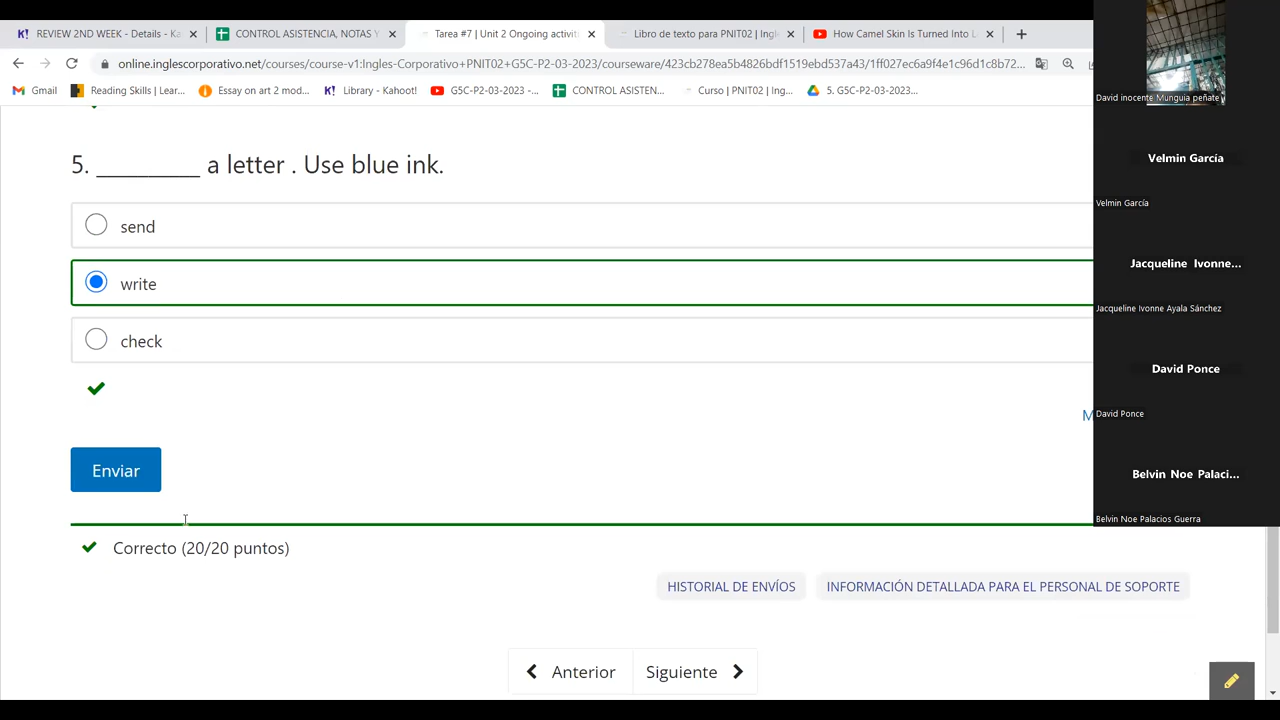 REVIEW 2ND WEEK - Details - Ka
CONTROL ASISTENCIA, NOTAS Y
Tarea #7 | Unit 2 Ongoing activiti
Libro de texto para PNIT02 | Ingl
How Camel Skin Is Turned Into L
online.inglescorporativo.net/courses/course-v1:Ingles-Corporativo+PNIT02+G5C-P2-03-2023/courseware/423cb278ea5b4826bdf1519ebd537a43/1ff027ec6a9f4e1c96d1c8b72...
Gmail
Reading Skills | Lear...
Essay on art 2 mod...
Library - Kahoot!
G5C-P2-03-2023 -...
CONTROL ASISTEN...
Curso | PNIT02 | Ing...
5. G5C-P2-03-2023...
David inocente Munguia peñate
Velmin García
Velmin García
Jacqueline Ivonne...
Jacqueline Ivonne Ayala Sánchez
David Ponce
David Ponce
Belvin Noe Palaci...
Belvin Noe Palacios Guerra
5. __________ a letter . Use blue ink.
send
write
check
M
Enviar
Correcto (20/20 puntos)
HISTORIAL DE ENVÍOS
INFORMACIÓN DETALLADA PARA EL PERSONAL DE SOPORTE
Anterior
Siguiente